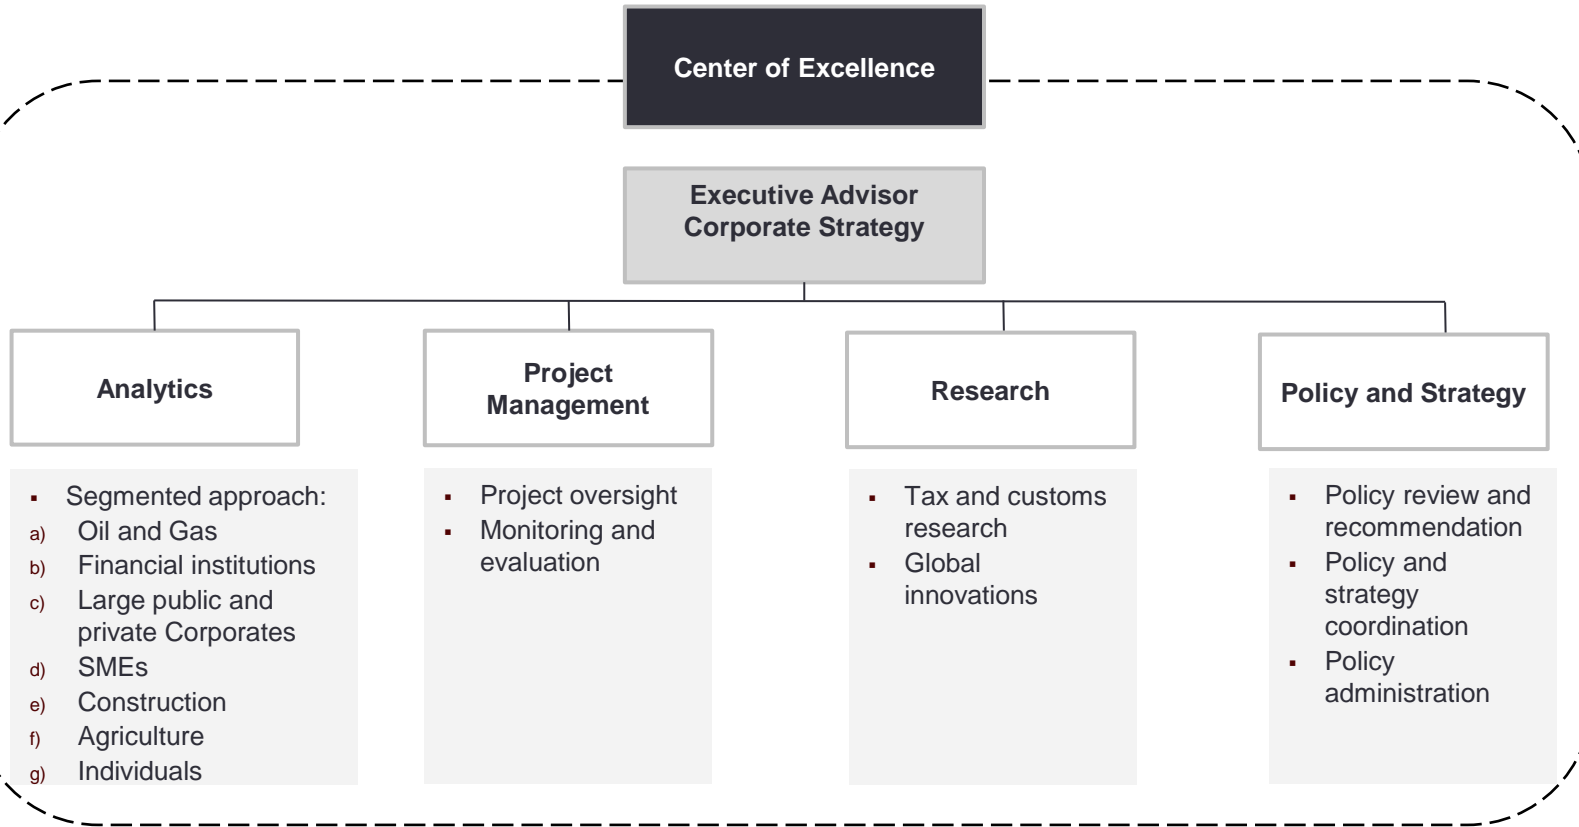 Center of Excellence
Executive Advisor
Corporate Strategy
Analytics
Project
Management
Research
Policy and Strategy
▪ Segmented approach:
a) Oil and Gas
b) Financial institutions
c) Large public and
private Corporates
d) SMEs
e) Construction
f) Agriculture
g) Individuals
▪ Project oversight
▪ Monitoring and
evaluation
▪ Tax and customs
research
▪ Global
innovations
▪ Policy review and
recommendation
▪ Policy and
strategy
coordination
▪ Policy
administration